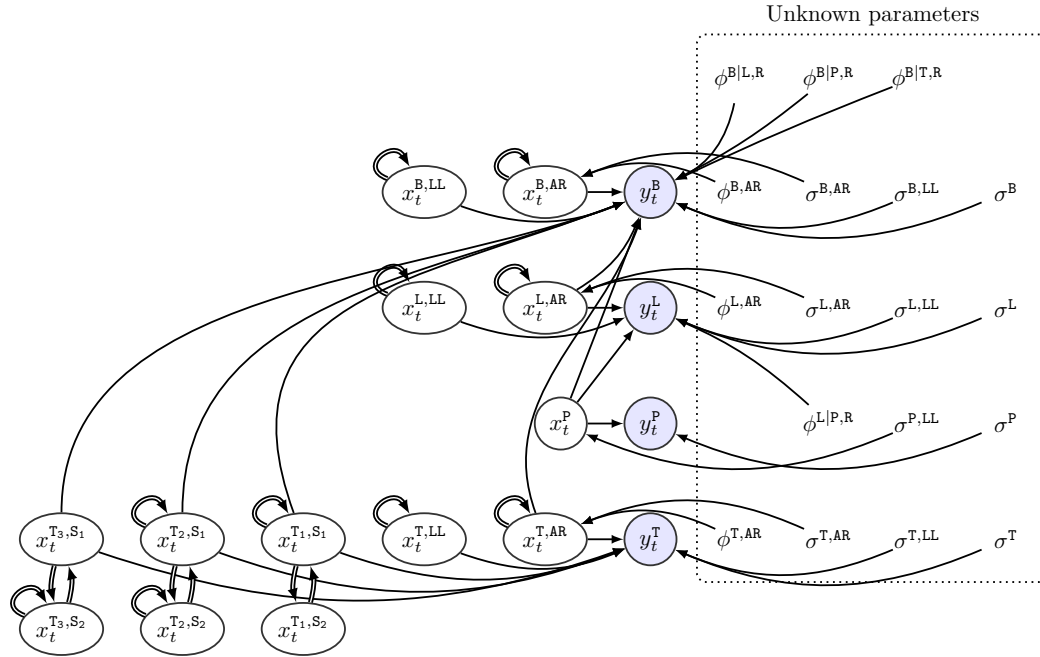 Unknown parameters
ϕ^{B|L,R} ϕ^{B|P,R} ϕ^{B|T,R}
x_t^{B,LL} x_t^{B,AR} y_t^B ϕ^{B,AR} σ^{B,AR} σ^{B,LL} σ^B
x_t^{L,LL} x_t^{L,AR} y_t^L ϕ^{L,AR} σ^{L,AR} σ^{L,LL} σ^L
x_t^P y_t^P ϕ^{L|P,R} σ^{P,LL} σ^P
x_t^{T_3,S_1} x_t^{T_2,S_1} x_t^{T_1,S_1} x_t^{T,LL} x_t^{T,AR} y_t^T ϕ^{T,AR} σ^{T,AR} σ^{T,LL} σ^T
x_t^{T_3,S_2} x_t^{T_2,S_2} x_t^{T_1,S_2}